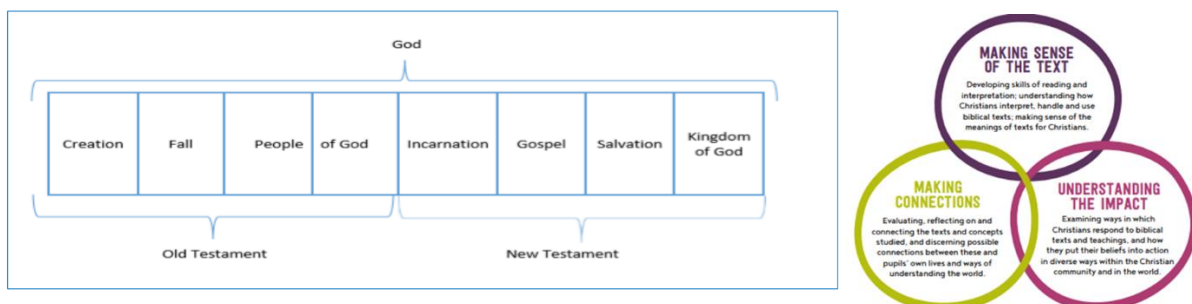 God
Creation
Fall
People
of God
Incarnation
Gospel
Salvation
Kingdom
of God
Old Testament
New Testament
MAKING SENSE
OF THE TEXT
Developing skills of reading and
interpretation; understanding how
Christians interpret, handle and use
biblical texts; making sense of the
meanings of texts for Christians.
MAKING
CONNECTIONS
Evaluating, reflecting on and
connecting the texts and concepts
studied, and discerning possible
connections between these and
pupils' own lives and ways of
understanding the world.
UNDERSTANDING
THE IMPACT
Examining ways in which
Christians respond to biblical
texts and teachings, and how
they put their beliefs into action
in diverse ways within the Christian
community and in the world.